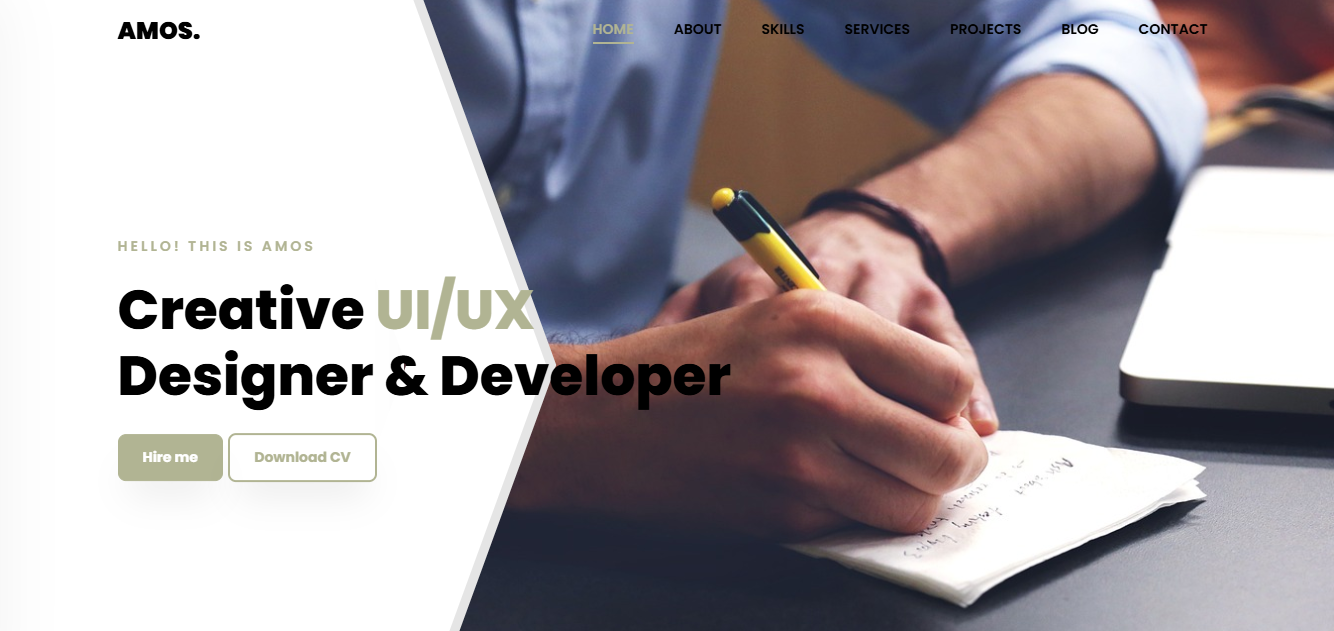 AMOS.
HOME ABOUT SKILLS SERVICES PROJECTS BLOG CONTACT
HELLO! THIS IS AMOS
Creative UI/UX
Designer & Developer
Hire me Download CV